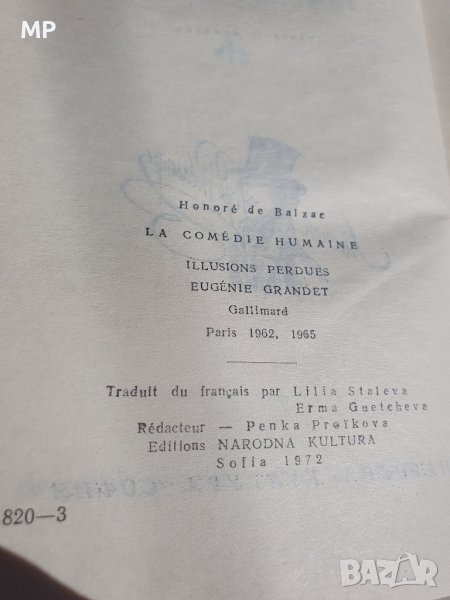 MP
Honoré de Balzac
LA COMÉDIE HUMAINE
ILLUSIONS PERDUES
EUGÉNIE GRANDET
Gallimard
Paris 1962, 1965
Traduit du français par Lilia Staleva
Erma Guetcheva
Rédacteur — Penka Proïkova
Editions NARODNA KULTURA
Sofia 1972
820—3
BAZAR